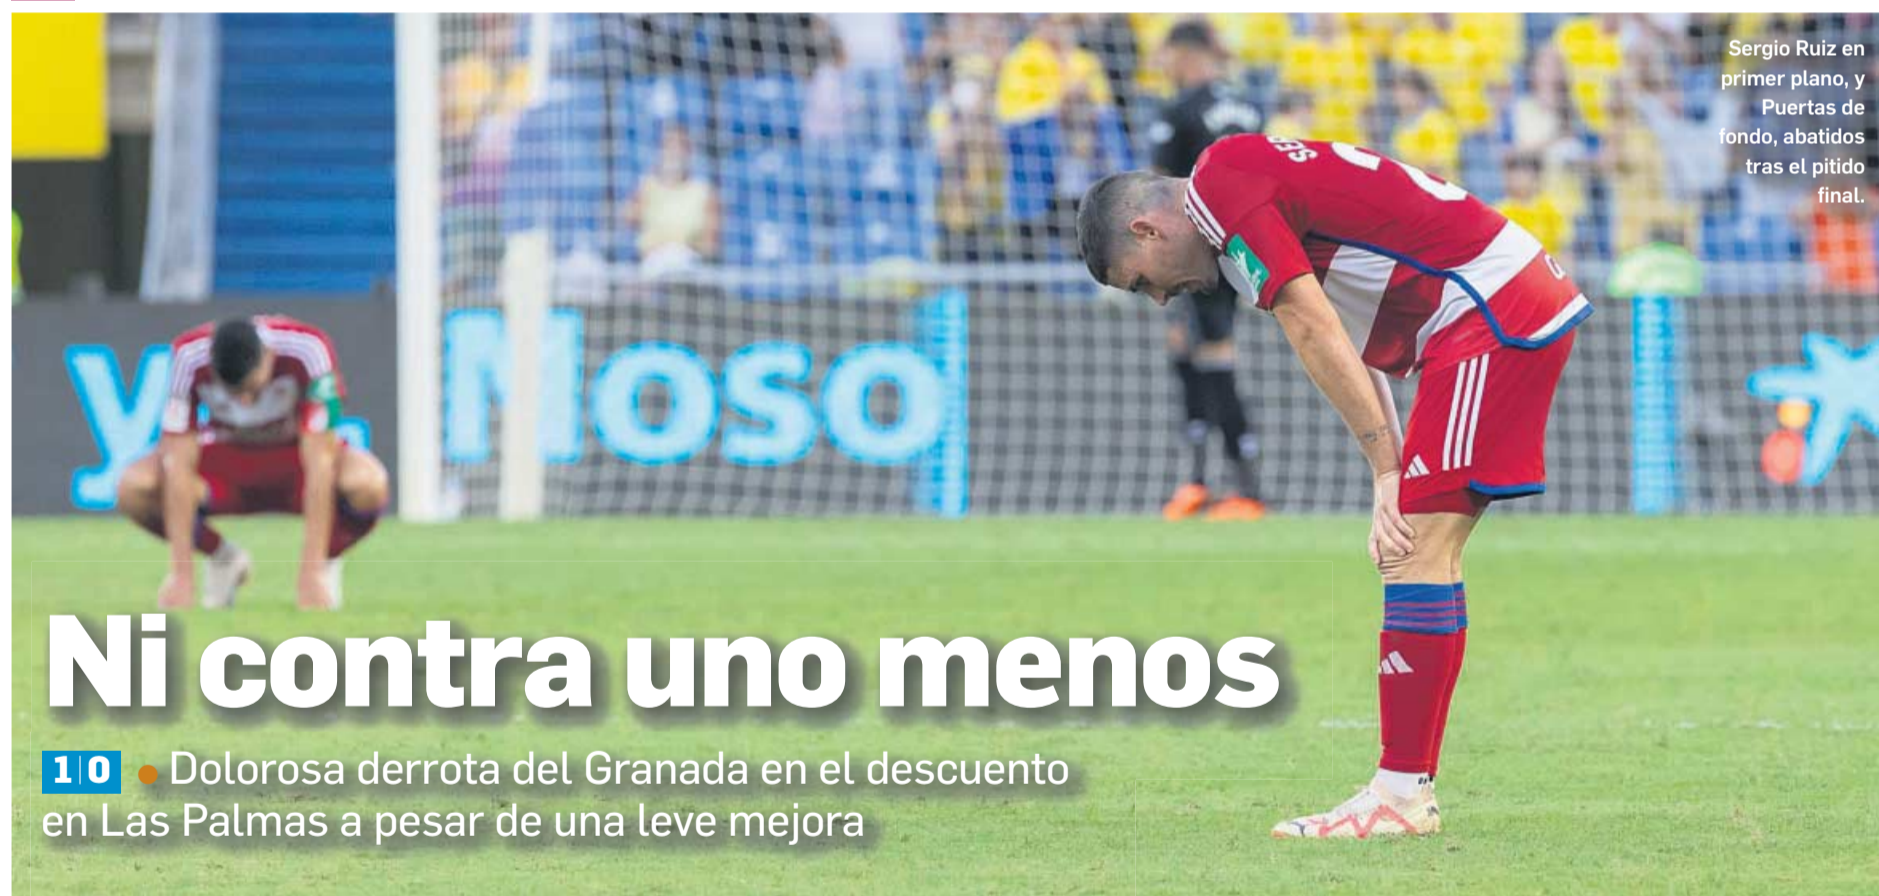 Sergio Ruiz en
primer plano, y
Puertas de
fondo, abatidos
tras el pitido
final.
y Noso
Ni contra uno menos
1|0 • Dolorosa derrota del Granada en el descuento
en Las Palmas a pesar de una leve mejora